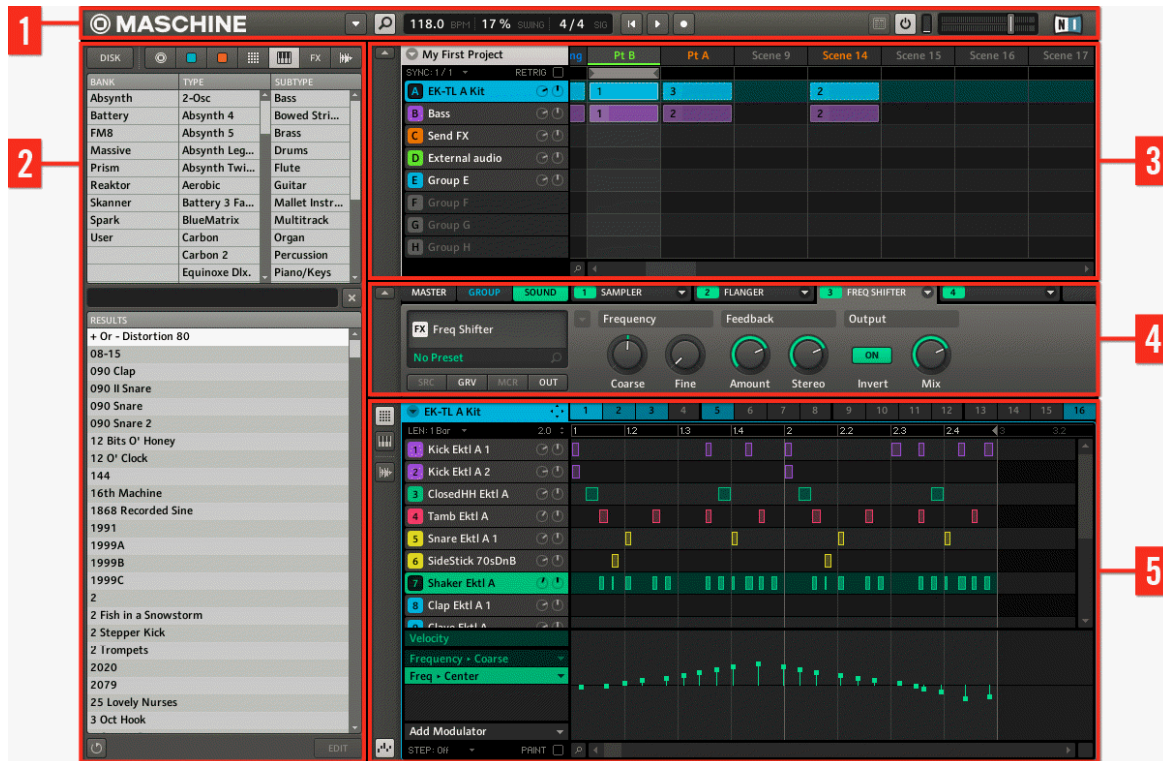 1
MASCHINE
118.0 BPM 17% SWING 4/4 SIG
2
DISK FX
BANK TYPE SUBTYPE
Absynth 2-Osc Bass
Battery Absynth 4 Bowed Stri...
FM8 Absynth 5 Brass
Massive Absynth Leg... Drums
Prism Absynth Twi... Flute
Reaktor Aerobic Guitar
Skanner Battery 3 Fa... Mallet Instr...
Spark BlueMatrix Multitrack
User Carbon Organ
Carbon 2 Percussion
Equinoxe Dlx. Piano/Keys
RESULTS
+ Or - Distortion 80
08-15
090 Clap
090 II Snare
090 Snare
090 Snare 2
12 Bits O' Honey
12 O' Clock
144
16th Machine
1868 Recorded Sine
1991
1999A
1999B
1999C
2
2 Fish in a Snowstorm
2 Stepper Kick
2 Trompets
2020
2079
25 Lovely Nurses
3 Oct Hook
EDIT
3
My First Project ng Pt B Pt A Scene 9 Scene 14 Scene 15 Scene 16 Scene 17
SYNC: 1 / 1 RETRIG
A EK-TL A Kit 1 3 2
B Bass 1 2 2
C Send FX
D External audio
E Group E
F Group F
G Group G
H Group H
4
MASTER GROUP SOUND 1 SAMPLER 2 FLANGER 3 FREQ SHIFTER 4
FX Freq Shifter
No Preset
SRC GRV MCR OUT
Frequency Feedback Output
ON
Coarse Fine Amount Stereo Invert Mix
5
EK-TL A Kit 1 2 3 4 5 6 7 8 9 10 11 12 13 14 15 16
LEN: 1 Bar 2.0 1 1.2 1.3 1.4 2 2.2 2.3 2.4 3 3.2
1 Kick Ektl A 1
2 Kick Ektl A 2
3 ClosedHH Ektl A
4 Tamb Ektl A
5 Snare Ektl A 1
6 SideStick 70sDnB
7 Shaker Ektl A
8 Clap Ektl A 1
9 Clave Ektl A
Velocity
Frequency ▸ Coarse
Freq ▸ Center
Add Modulator
STEP: Off PAINT